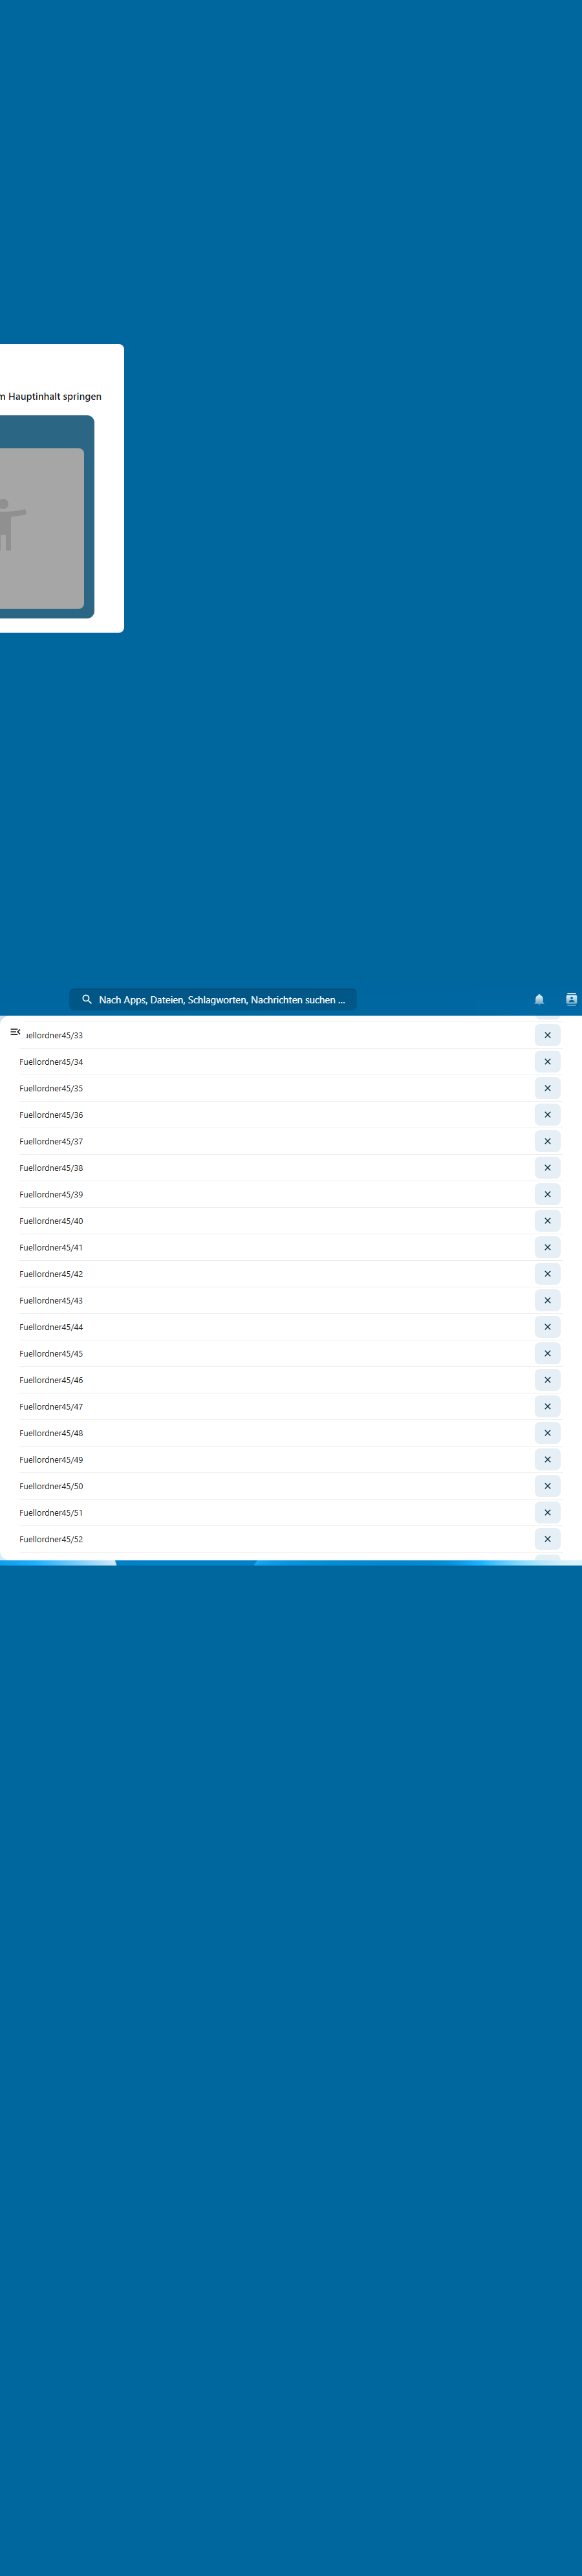 m Hauptinhalt springen
Nach Apps, Dateien, Schlagworten, Nachrichten suchen ...
uellordner45/33
Fuellordner45/34
Fuellordner45/35
Fuellordner45/36
Fuellordner45/37
Fuellordner45/38
Fuellordner45/39
Fuellordner45/40
Fuellordner45/41
Fuellordner45/42
Fuellordner45/43
Fuellordner45/44
Fuellordner45/45
Fuellordner45/46
Fuellordner45/47
Fuellordner45/48
Fuellordner45/49
Fuellordner45/50
Fuellordner45/51
Fuellordner45/52